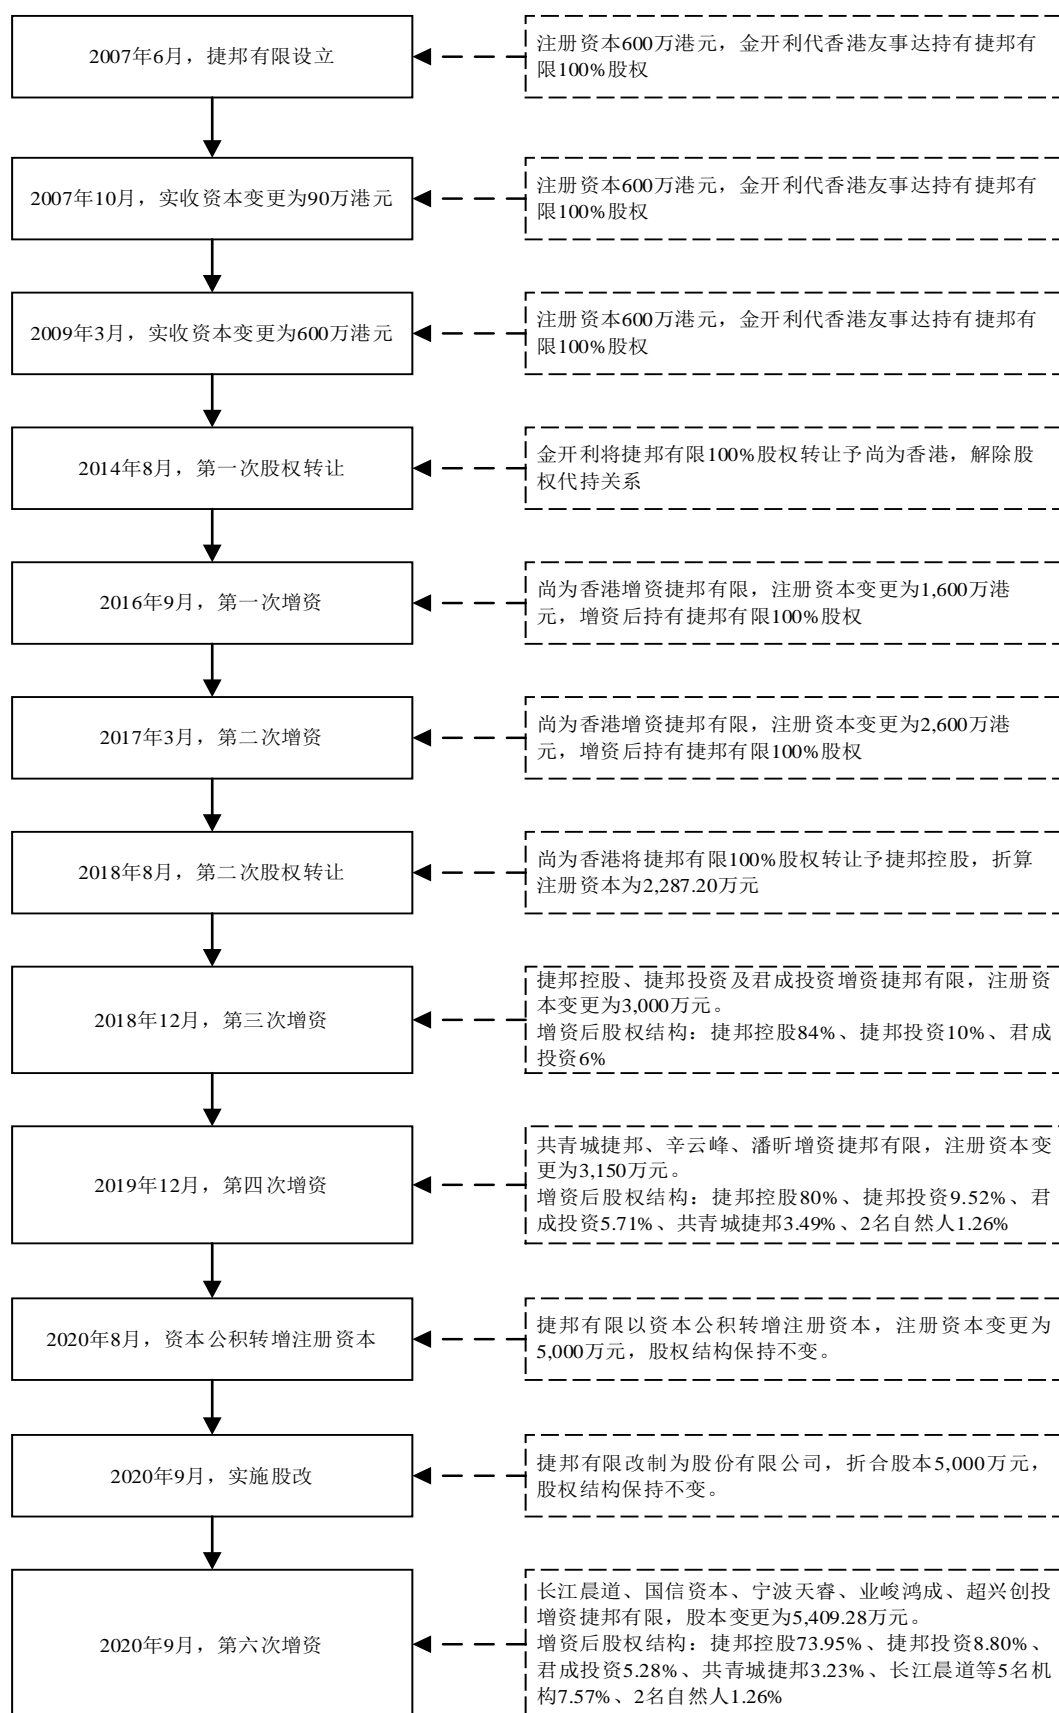 2007年6月，捷邦有限设立
注册资本600万港元，金开利代香港友事达持有捷邦有
限100%股权
2007年10月，实收资本变更为90万港元
注册资本600万港元，金开利代香港友事达持有捷邦有
限100%股权
2009年3月，实收资本变更为600万港元
注册资本600万港元，金开利代香港友事达持有捷邦有
限100%股权
2014年8月，第一次股权转让
金开利将捷邦有限100%股权转让予尚为香港，解除股
权代持关系
2016年9月，第一次增资
尚为香港增资捷邦有限，注册资本变更为1,600万港
元，增资后持有捷邦有限100%股权
2017年3月，第二次增资
尚为香港增资捷邦有限，注册资本变更为2,600万港
元，增资后持有捷邦有限100%股权
2018年8月，第二次股权转让
尚为香港将捷邦有限100%股权转让予捷邦控股，折算
注册资本为2,287.20万元
2018年12月，第三次增资
捷邦控股、捷邦投资及君成投资增资捷邦有限，注册资
本变更为3,000万元。
增资后股权结构：捷邦控股84%、捷邦投资10%、君成
投资6%
2019年12月，第四次增资
共青城捷邦、辛云峰、潘昕增资捷邦有限，注册资本变
更为3,150万元。
增资后股权结构：捷邦控股80%、捷邦投资9.52%、君
成投资5.71%、共青城捷邦3.49%、2名自然人1.26%
2020年8月，资本公积转增注册资本
捷邦有限以资本公积转增注册资本，注册资本变更为
5,000万元，股权结构保持不变。
2020年9月，实施股改
捷邦有限改制为股份有限公司，折合股本5,000万元，
股权结构保持不变。
2020年9月，第六次增资
长江晨道、国信资本、宁波天睿、业峻鸿成、超兴创投
增资捷邦有限，股本变更为5,409.28万元。
增资后股权结构：捷邦控股73.95%、捷邦投资8.80%、
君成投资5.28%、共青城捷邦3.23%、长江晨道等5名机
构7.57%、2名自然人1.26%